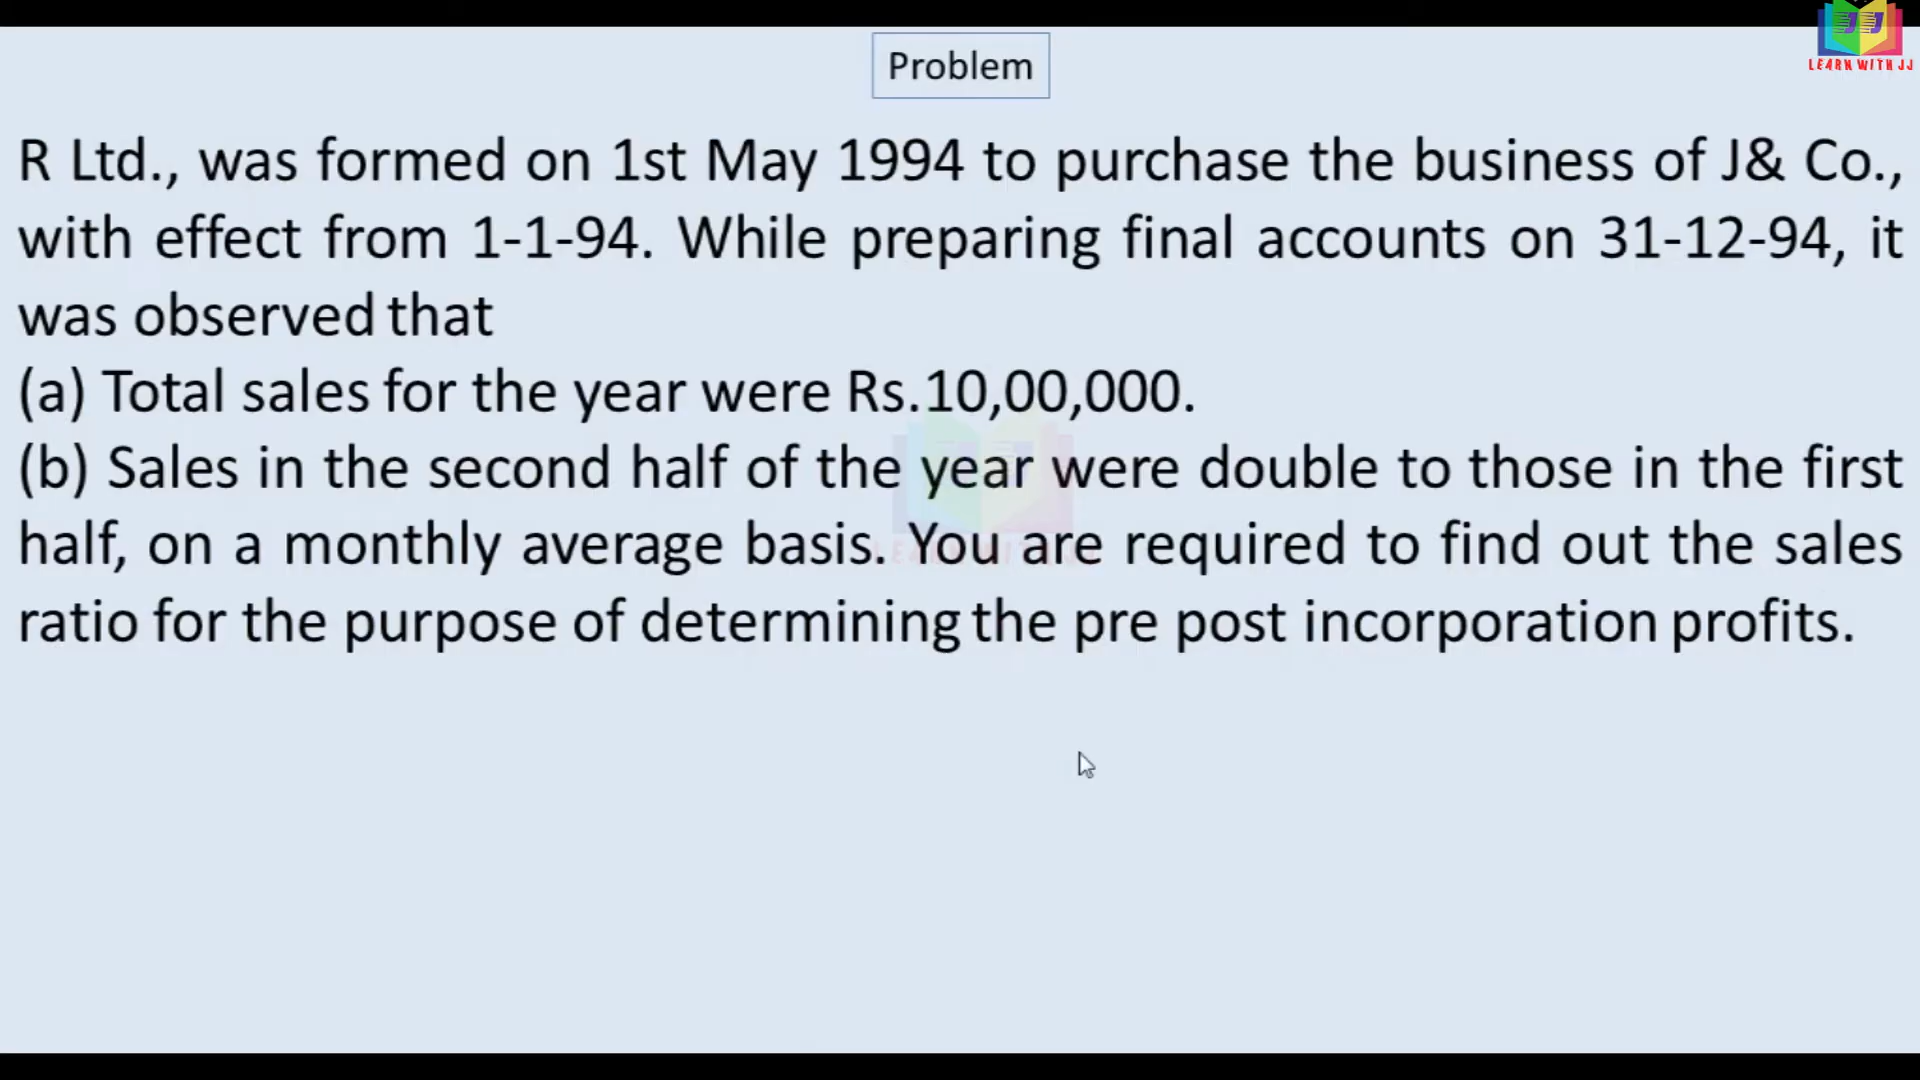 LEARN WITH JJ
Problem
R Ltd., was formed on 1st May 1994 to purchase the business of J& Co.,
with effect from 1-1-94. While preparing final accounts on 31-12-94, it
was observed that
(a) Total sales for the year were Rs.10,00,000.
(b) Sales in the second half of the year were double to those in the first
half, on a monthly average basis. You are required to find out the sales
ratio for the purpose of determining the pre post incorporation profits.